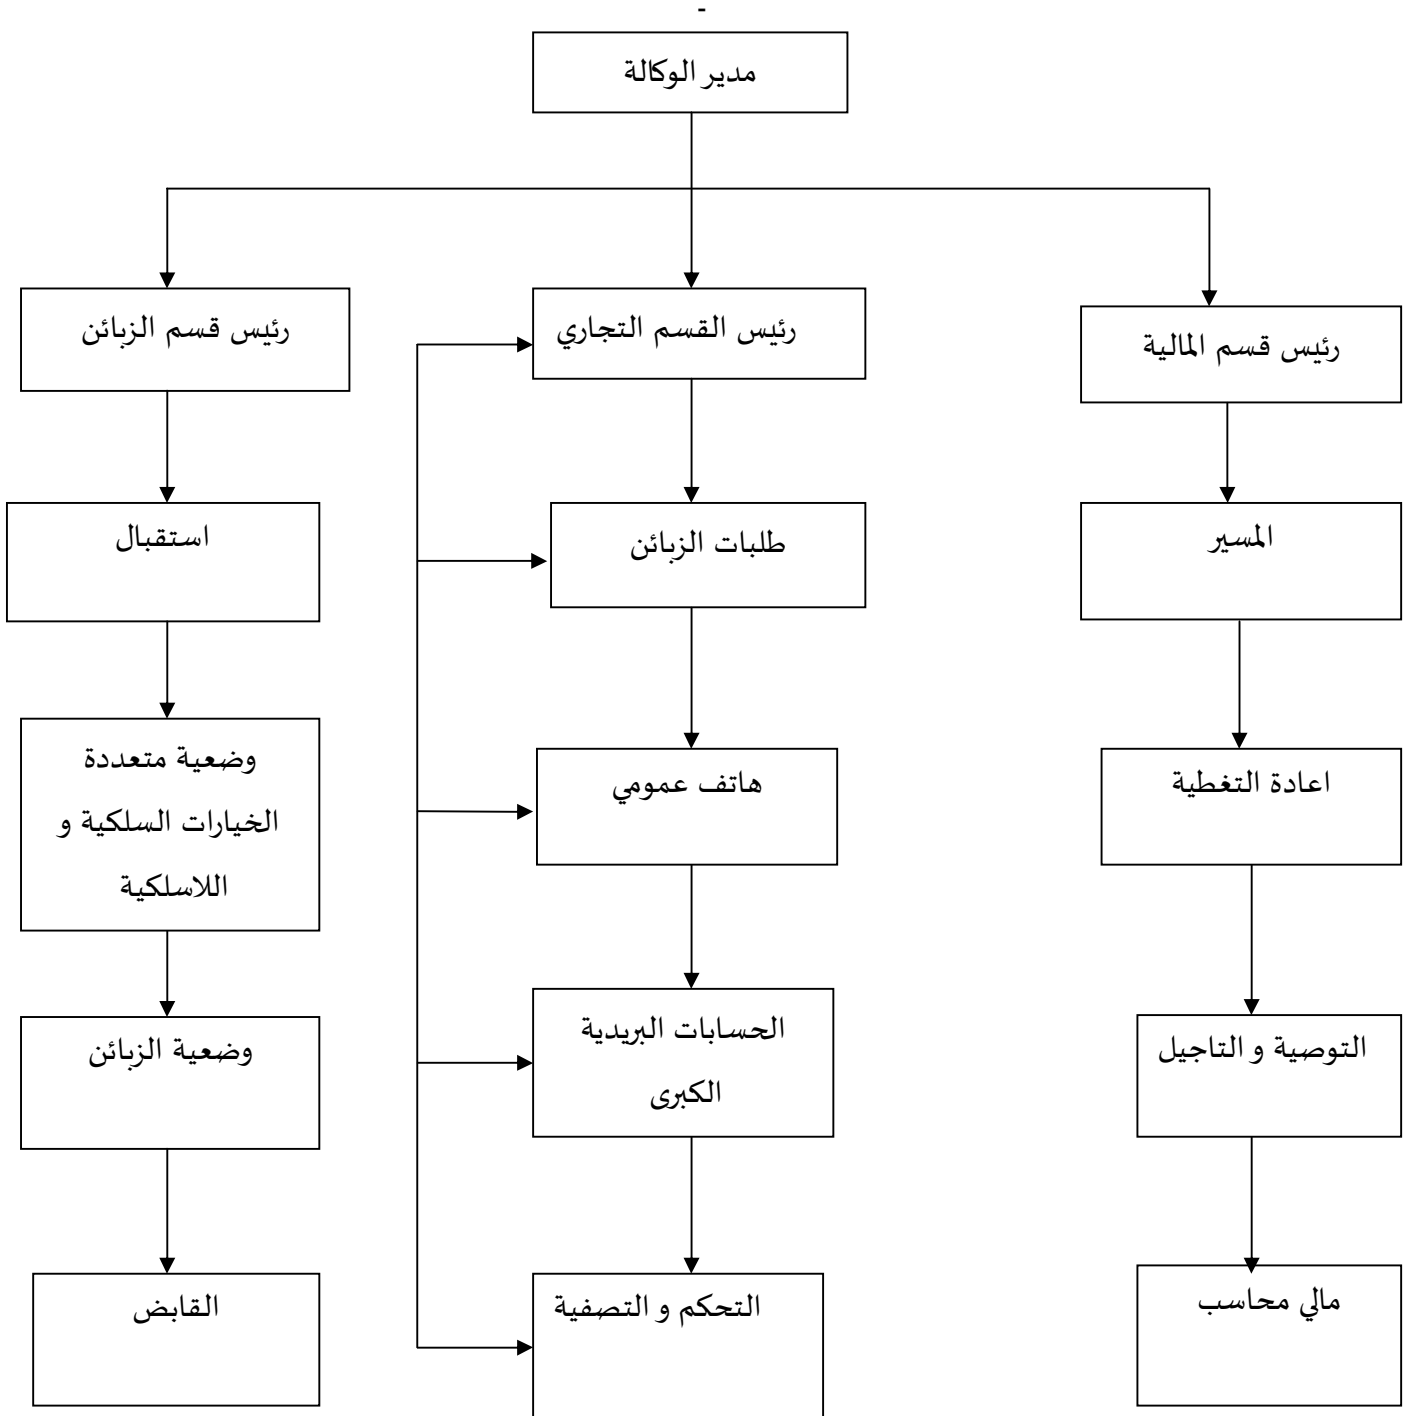 -
مدير الوكالة
رئيس قسم المالية
رئيس القسم التجاري
رئيس قسم الزبائن
المسير
طلبات الزبائن
استقبال
اعادة التغطية
هاتف عمومي
وضعية متعددة
الخيارات السلكية و
اللاسلكية
التوصية و التاجيل
الحسابات البريدية
الكبرى
وضعية الزبائن
مالي محاسب
التحكم و التصفية
القابض